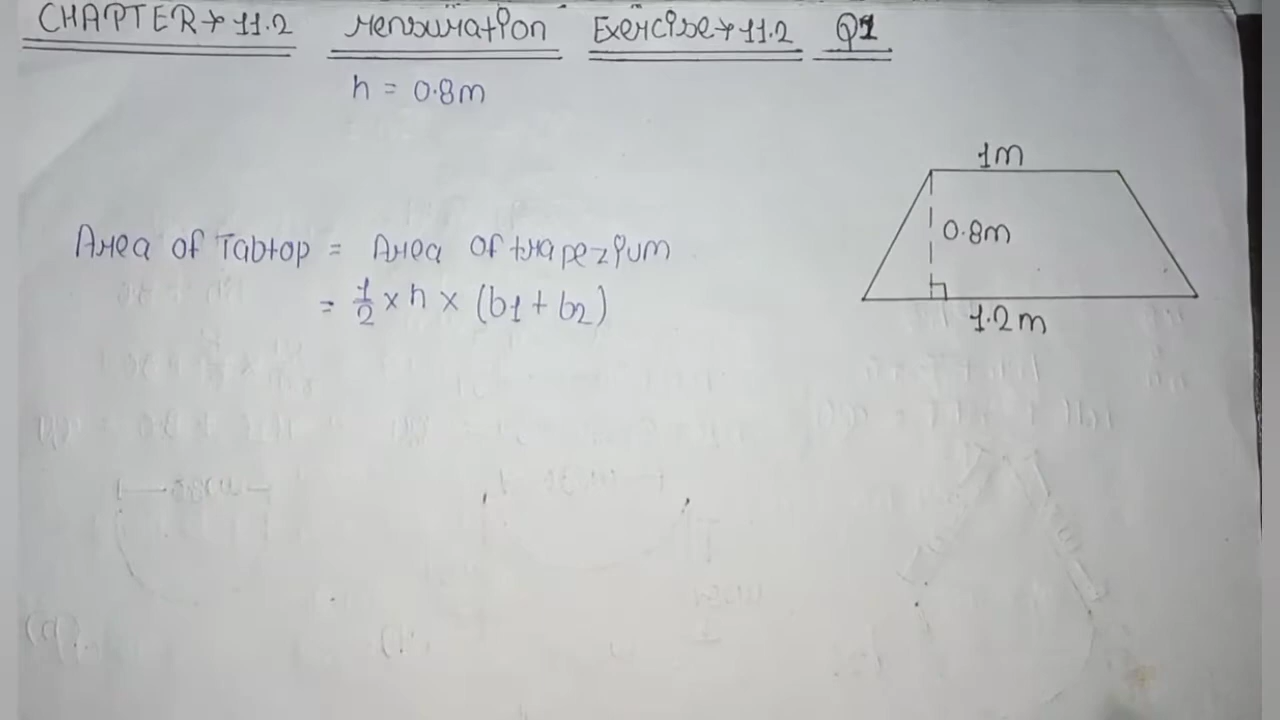 CHAPTER → 11.2 Mensuration Exercise → 11.2 Q1
h = 0.8m
1m
Area of Tabtop = Area of trapezium
0.8m
= 1/2 × h × (b1 + b2)
1.2m